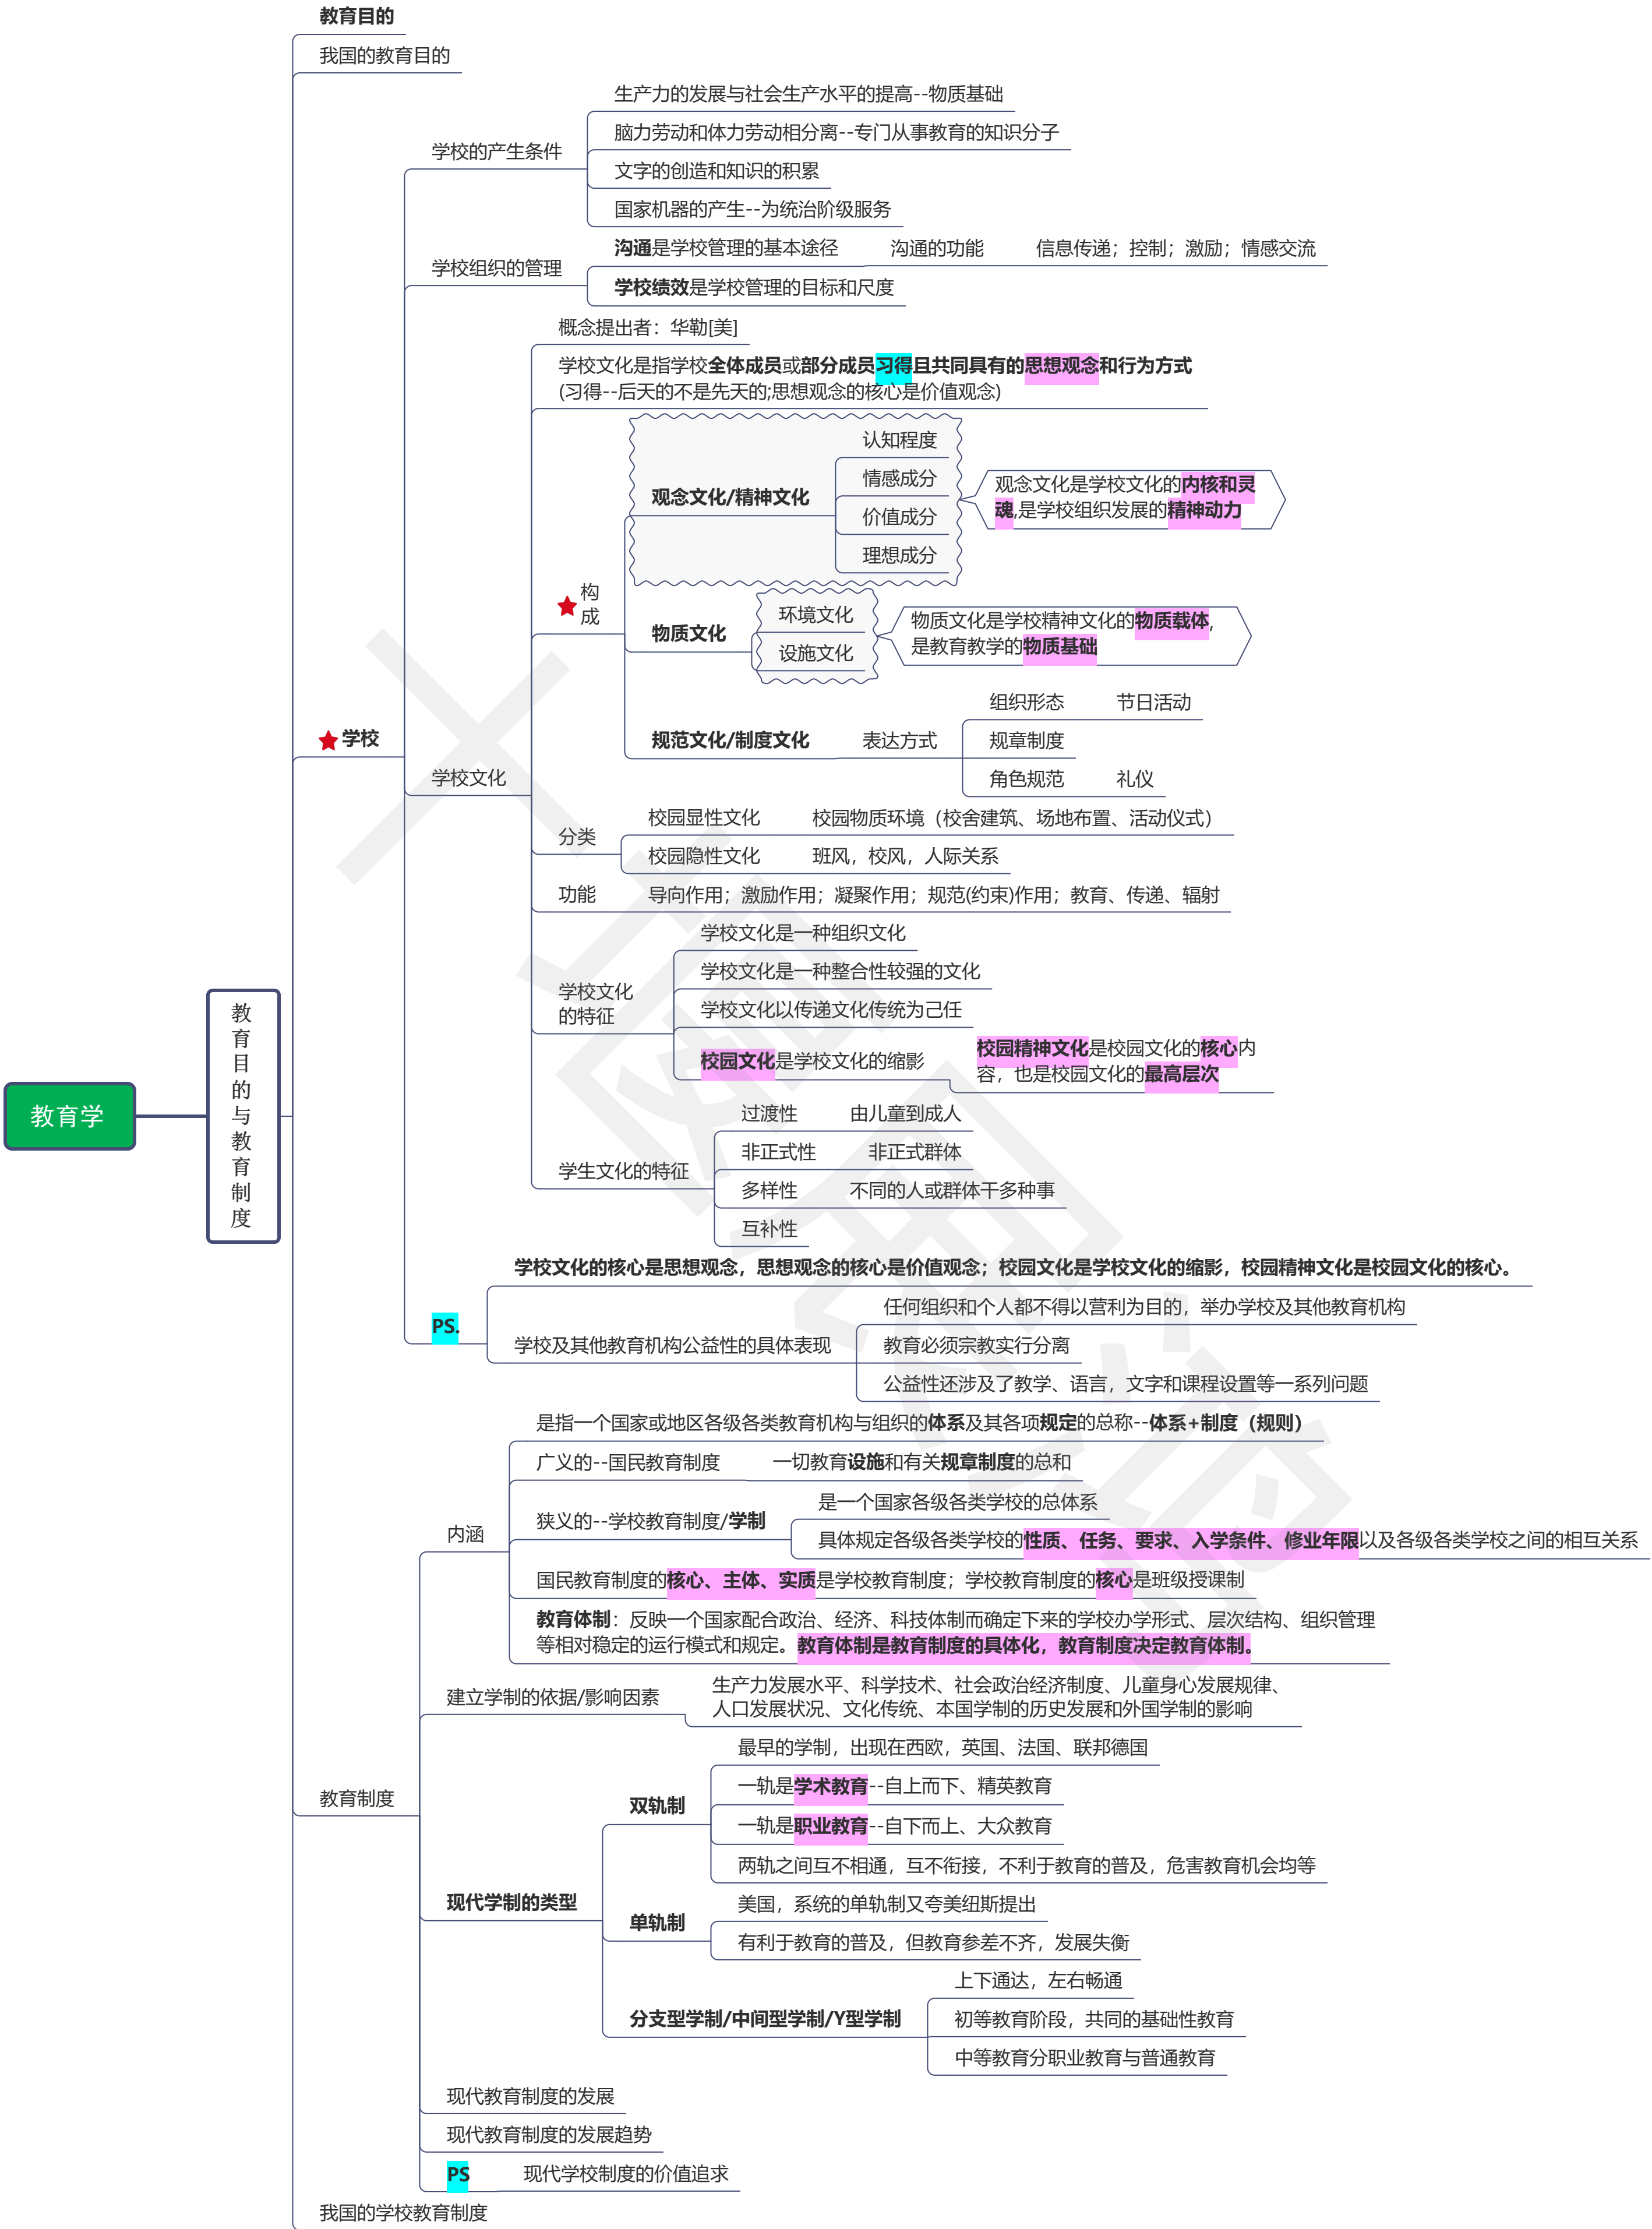 教育目的
我国的教育目的
生产力的发展与社会生产水平的提高--物质基础
脑力劳动和体力劳动相分离--专门从事教育的知识分子
学校的产生条件
文字的创造和知识的积累
国家机器的产生--为统治阶级服务
沟通是学校管理的基本途径 沟通的功能 信息传递；控制；激励；情感交流
学校组织的管理
学校绩效是学校管理的目标和尺度
概念提出者：华勒[美]
学校文化是指学校全体成员或部分成员习得且共同具有的思想观念和行为方式
(习得--后天的不是先天的;思想观念的核心是价值观念)
认知程度
情感成分
观念文化/精神文化
价值成分
理想成分
观念文化是学校文化的内核和灵
魂,是学校组织发展的精神动力
构
成
环境文化
物质文化
设施文化
物质文化是学校精神文化的物质载体,
是教育教学的物质基础
组织形态 节日活动
规范文化/制度文化 表达方式 规章制度
角色规范 礼仪
学校
学校文化
校园显性文化 校园物质环境（校舍建筑、场地布置、活动仪式）
分类
校园隐性文化 班风，校风，人际关系
功能 导向作用；激励作用；凝聚作用；规范(约束)作用；教育、传递、辐射
学校文化是一种组织文化
学校文化是一种整合性较强的文化
学校文化
的特征
学校文化以传递文化传统为己任
校园文化是学校文化的缩影
校园精神文化是校园文化的核心内
容，也是校园文化的最高层次
教育学
教
育
目
的
与
教
育
制
度
过渡性 由儿童到成人
非正式性 非正式群体
学生文化的特征
多样性 不同的人或群体干多种事
互补性
学校文化的核心是思想观念，思想观念的核心是价值观念；校园文化是学校文化的缩影，校园精神文化是校园文化的核心。
PS.
任何组织和个人都不得以营利为目的，举办学校及其他教育机构
学校及其他教育机构公益性的具体表现 教育必须宗教实行分离
公益性还涉及了教学、语言，文字和课程设置等一系列问题
是指一个国家或地区各级各类教育机构与组织的体系及其各项规定的总称--体系+制度（规则）
广义的--国民教育制度 一切教育设施和有关规章制度的总和
是一个国家各级各类学校的总体系
狭义的--学校教育制度/学制
具体规定各级各类学校的性质、任务、要求、入学条件、修业年限以及各级各类学校之间的相互关系
内涵
国民教育制度的核心、主体、实质是学校教育制度；学校教育制度的核心是班级授课制
教育体制：反映一个国家配合政治、经济、科技体制而确定下来的学校办学形式、层次结构、组织管理
等相对稳定的运行模式和规定。教育体制是教育制度的具体化，教育制度决定教育体制。
建立学制的依据/影响因素
生产力发展水平、科学技术、社会政治经济制度、儿童身心发展规律、
人口发展状况、文化传统、本国学制的历史发展和外国学制的影响
教育制度
最早的学制，出现在西欧，英国、法国、联邦德国
一轨是学术教育--自上而下、精英教育
双轨制
一轨是职业教育--自下而上、大众教育
两轨之间互不相通，互不衔接，不利于教育的普及，危害教育机会均等
现代学制的类型
美国，系统的单轨制又夸美纽斯提出
单轨制
有利于教育的普及，但教育参差不齐，发展失衡
上下通达，左右畅通
分支型学制/中间型学制/Y型学制 初等教育阶段，共同的基础性教育
中等教育分职业教育与普通教育
现代教育制度的发展
现代教育制度的发展趋势
PS 现代学校制度的价值追求
我国的学校教育制度